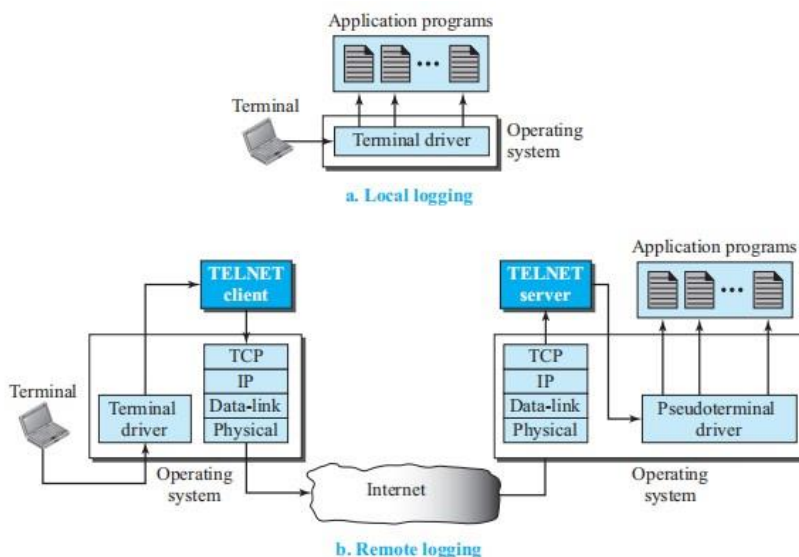 Application programs
Terminal
Terminal driver
Operating
system
a. Local logging
TELNET
client
TCP
IP
Data-link
Physical
Terminal
Terminal
driver
Operating
system
Internet
TELNET
server
Application programs
TCP
IP
Data-link
Physical
Pseudoterminal
driver
Operating
system
b. Remote logging